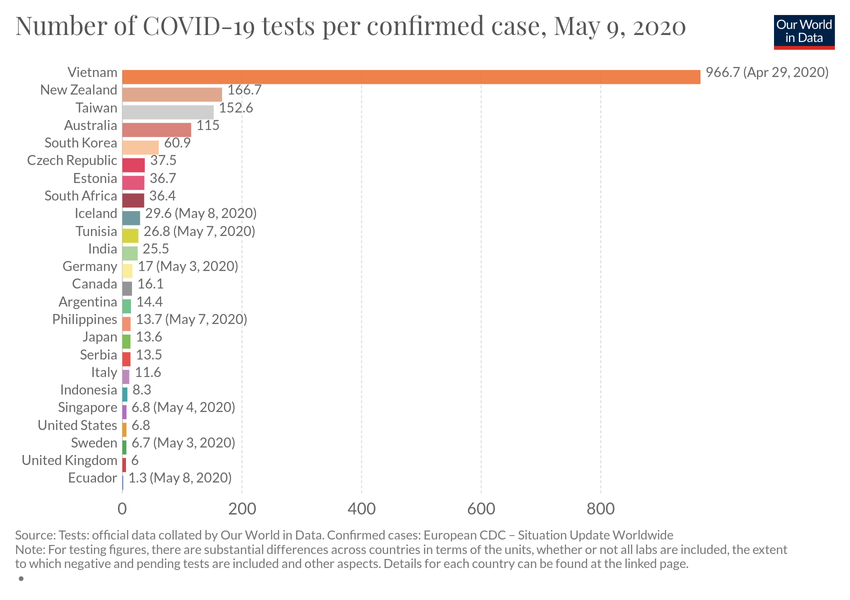 Number of COVID-19 tests per confirmed case, May 9, 2020
Our World
in Data
Vietnam 966.7 (Apr 29, 2020)
New Zealand 166.7
Taiwan 152.6
Australia 115
South Korea 60.9
Czech Republic 37.5
Estonia 36.7
South Africa 36.4
Iceland 29.6 (May 8, 2020)
Tunisia 26.8 (May 7, 2020)
India 25.5
Germany 17 (May 3, 2020)
Canada 16.1
Argentina 14.4
Philippines 13.7 (May 7, 2020)
Japan 13.6
Serbia 13.5
Italy 11.6
Indonesia 8.3
Singapore 6.8 (May 4, 2020)
United States 6.8
Sweden 6.7 (May 3, 2020)
United Kingdom 6
Ecuador 1.3 (May 8, 2020)
0 200 400 600 800
Source: Tests: official data collated by Our World in Data. Confirmed cases: European CDC – Situation Update Worldwide
Note: For testing figures, there are substantial differences across countries in terms of the units, whether or not all labs are included, the extent
to which negative and pending tests are included and other aspects. Details for each country can be found at the linked page.
•